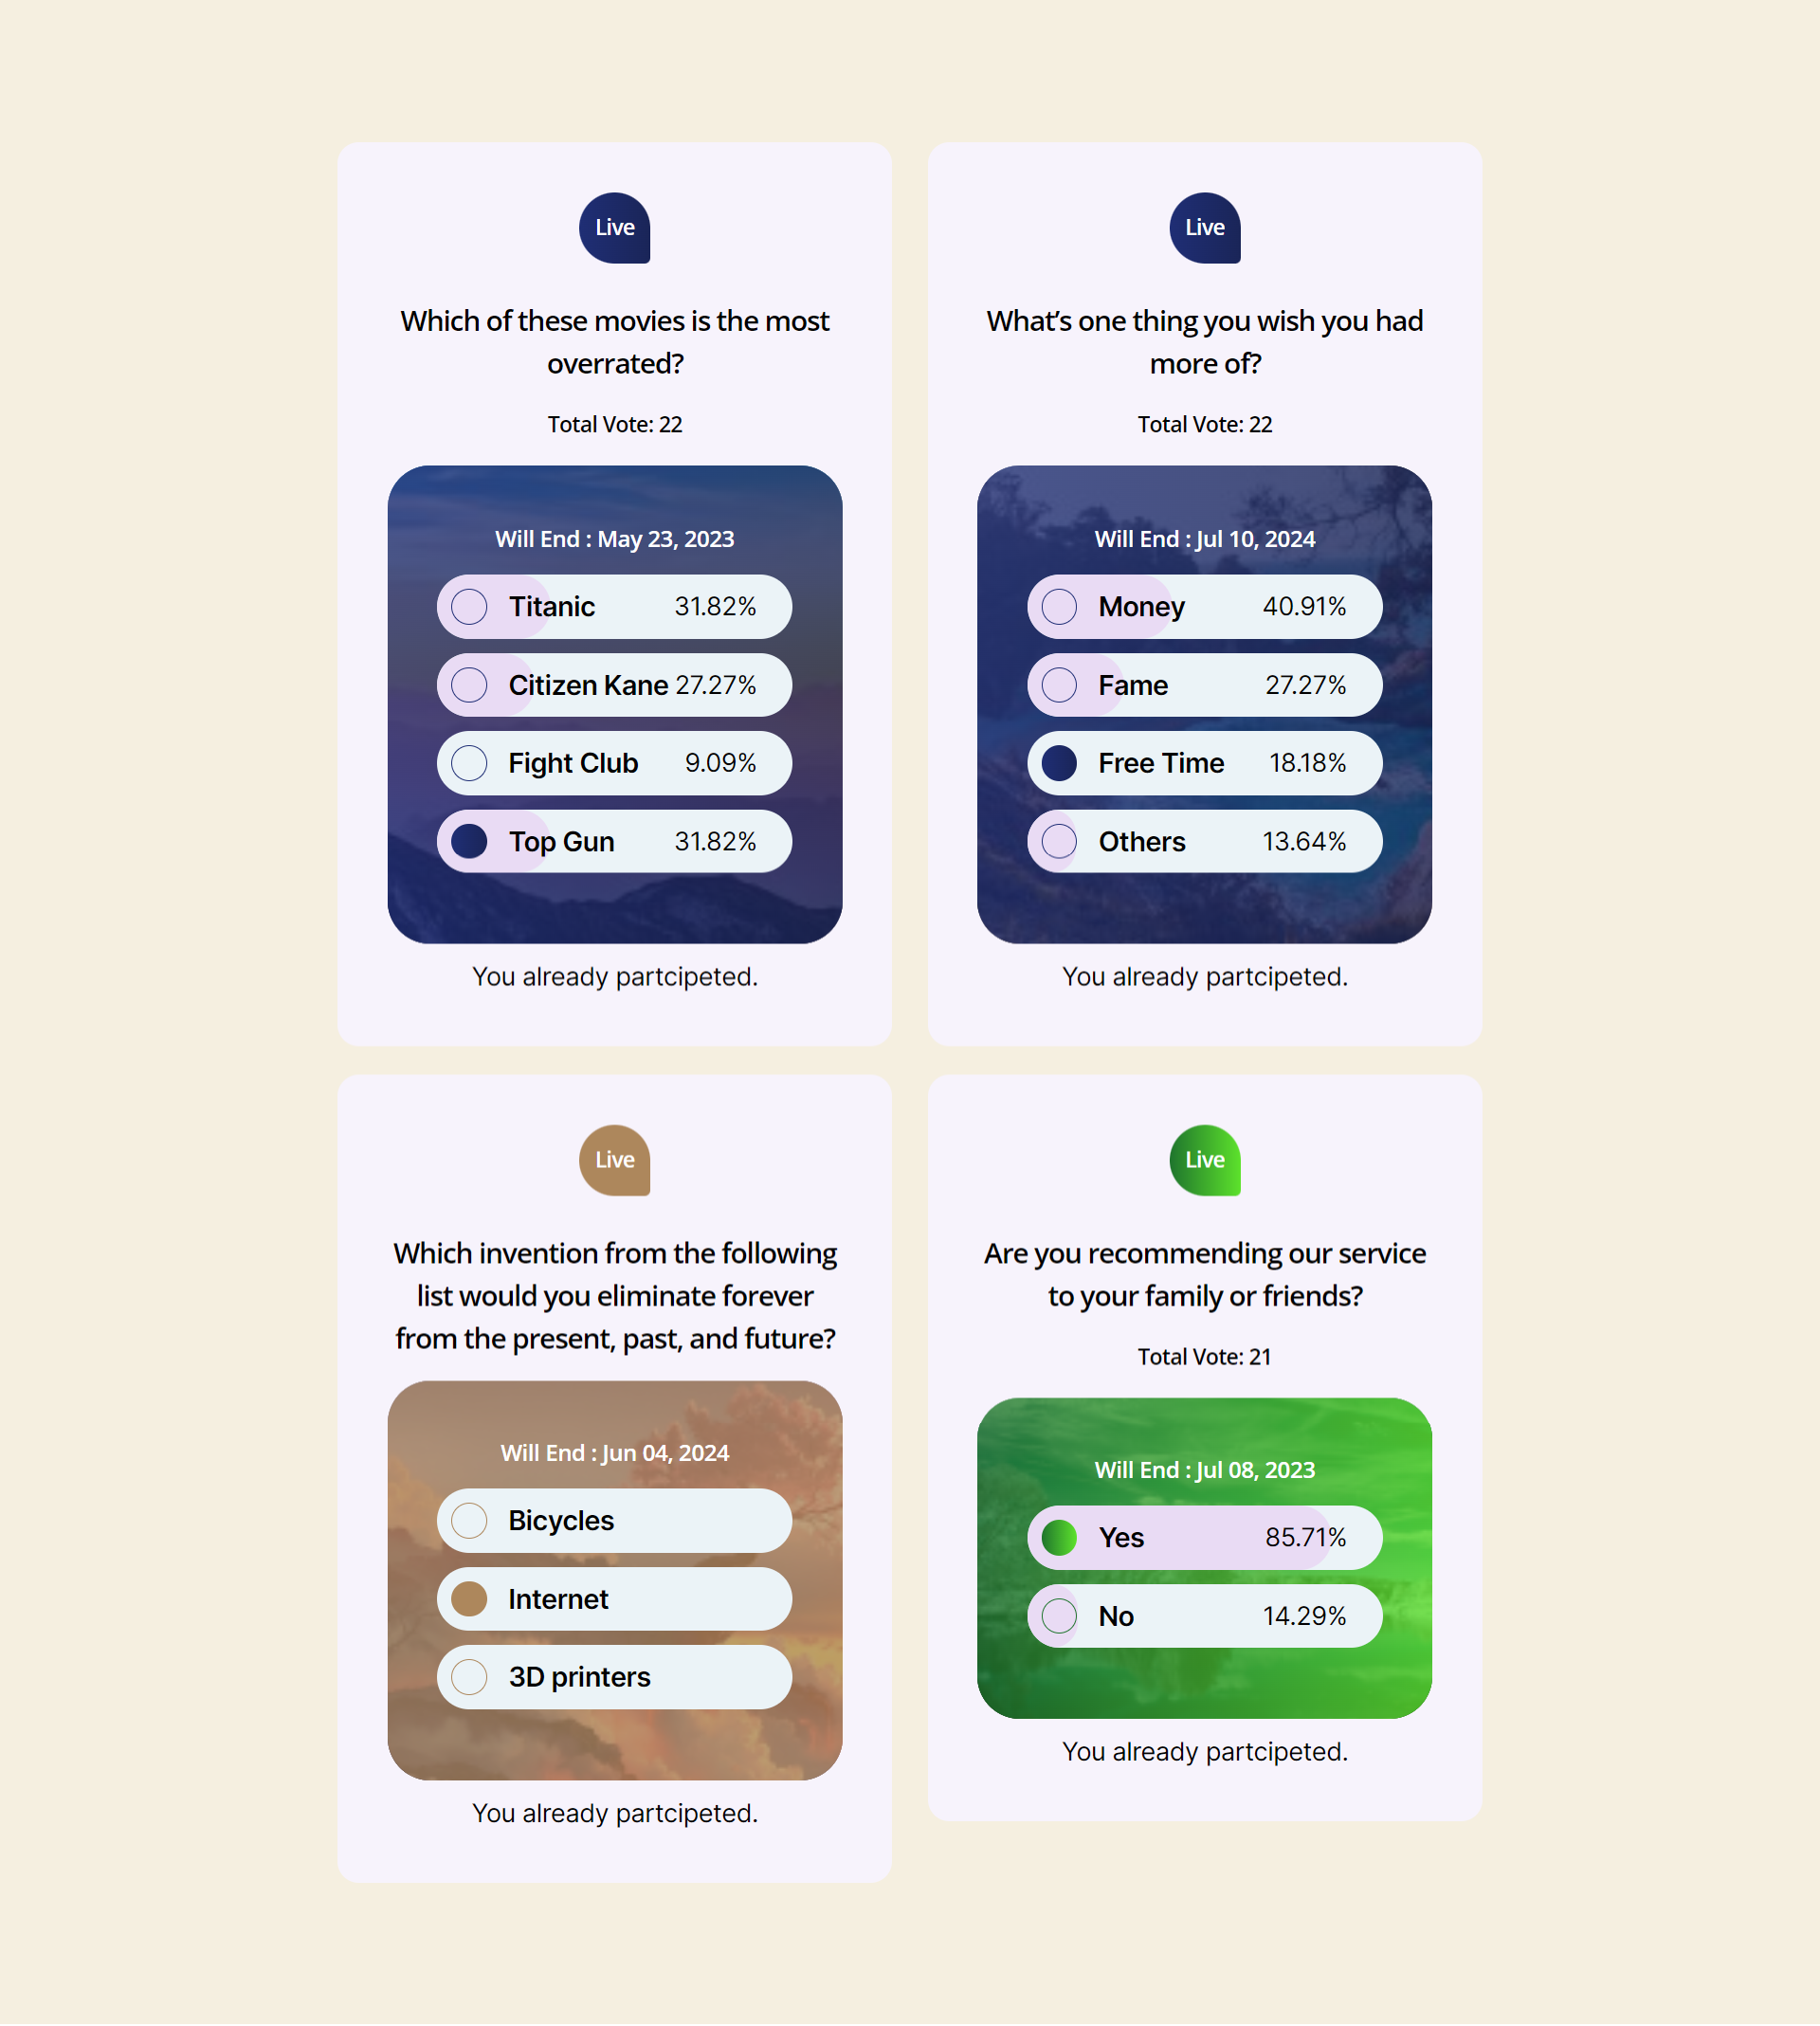 Live
Which of these movies is the most
overrated?
Total Vote: 22
Will End : May 23, 2023
Titanic 31.82%
Citizen Kane 27.27%
Fight Club 9.09%
Top Gun 31.82%
You already partcipeted.
Live
What’s one thing you wish you had
more of?
Total Vote: 22
Will End : Jul 10, 2024
Money 40.91%
Fame 27.27%
Free Time 18.18%
Others 13.64%
You already partcipeted.
Live
Which invention from the following
list would you eliminate forever
from the present, past, and future?
Will End : Jun 04, 2024
Bicycles
Internet
3D printers
You already partcipeted.
Live
Are you recommending our service
to your family or friends?
Total Vote: 21
Will End : Jul 08, 2023
Yes 85.71%
No 14.29%
You already partcipeted.